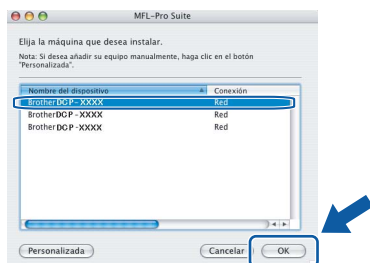 MFL-Pro Suite
Elija la máquina que desea instalar.
Nota: Si desea añadir su equipo manualmente, haga clic en el botón
"Personalizada".
Nombre del dispositivo Conexión
Brother DCP-XXXX Red
Brother DCP-XXXX Red
Brother DCP-XXXX Red
Personalizada Cancelar OK